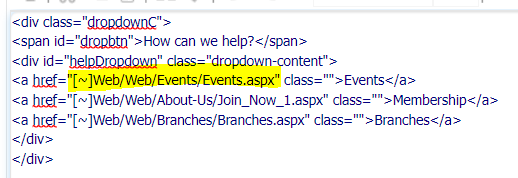 <div class="dropdownC">
<span id="dropbtn">How can we help?</span>
<div id="helpDropdown" class="dropdown-content">
<a href="[~]Web/Web/Events/Events.aspx" class="">Events</a>
<a href="[~]Web/Web/About-Us/Join_Now_1.aspx" class="">Membership</a>
<a href="[~]Web/Web/Branches/Branches.aspx" class="">Branches</a>
</div>
</div>